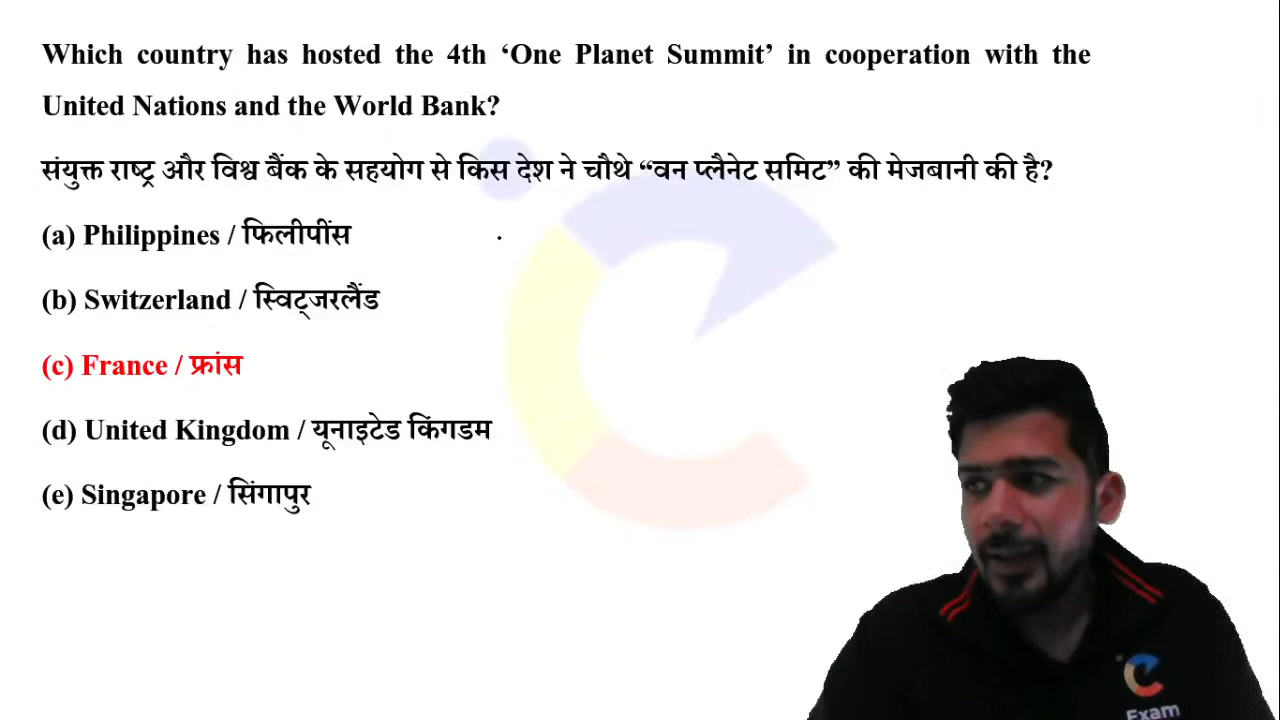 Which country has hosted the 4th ‘One Planet Summit’ in cooperation with the
United Nations and the World Bank?
संयुक्त राष्ट्र और विश्व बैंक के सहयोग से किस देश ने चौथे “वन प्लैनेट समिट” की मेजबानी की है?
(a) Philippines / फिलीपींस
(b) Switzerland / स्विट्जरलैंड
(c) France / फ्रांस
(d) United Kingdom / यूनाइटेड किंगडम
(e) Singapore / सिंगापुर
Exam